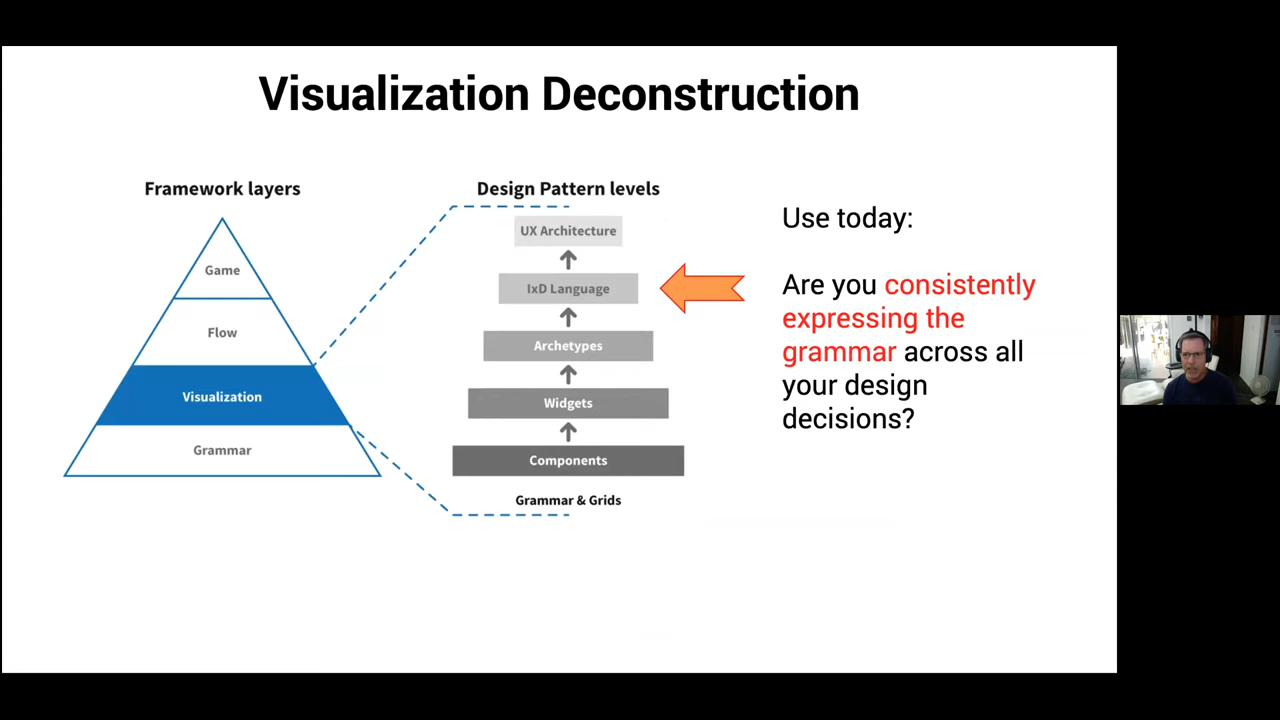 Visualization Deconstruction
Framework layers
Game
Flow
Visualization
Grammar
Design Pattern levels
UX Architecture
IxD Language
Archetypes
Widgets
Components
Grammar & Grids
Use today:
Are you consistently
expressing the
grammar across all
your design
decisions?